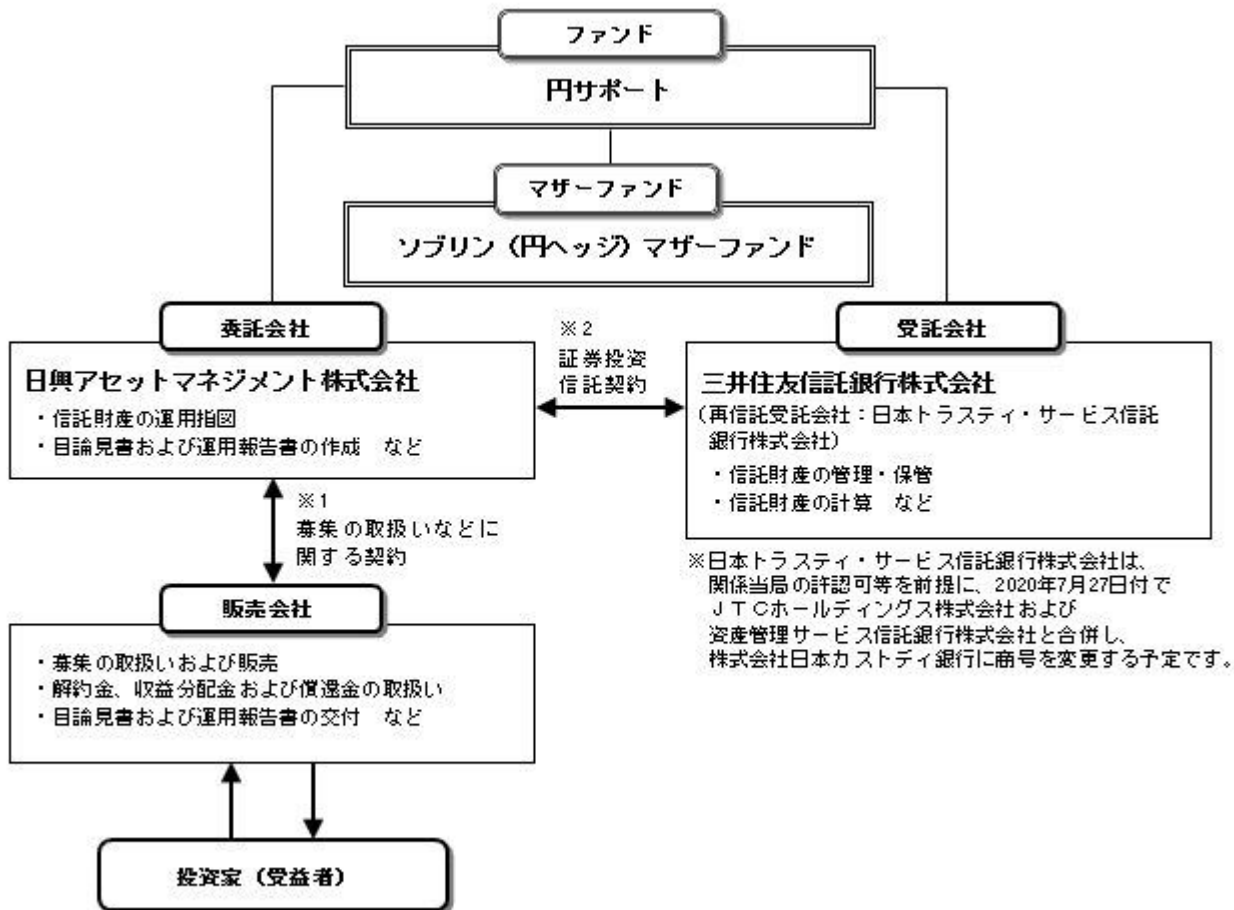 ファンド
円サポート
マザーファンド
ソブリン（円ヘッジ）マザーファンド
委託会社
日興アセットマネジメント株式会社
・信託財産の運用指図
・目論見書および運用報告書の作成　など
※2
証券投資
信託契約
受託会社
三井住友信託銀行株式会社
（再信託受託会社：日本トラスティ・サービス信託
銀行株式会社）
・信託財産の管理・保管
・信託財産の計算　など
※日本トラスティ・サービス信託銀行株式会社は、
関係当局の許認可等を前提に、2020年7月27日付で
ＪＴＣホールディングス株式会社および
資産管理サービス信託銀行株式会社と合併し、
株式会社日本カストディ銀行に商号を変更する予定です。
※1
募集の取扱いなどに
関する契約
販売会社
・募集の取扱いおよび販売
・解約金、収益分配金および償還金の取扱い
・目論見書および運用報告書の交付　など
投資家（受益者）